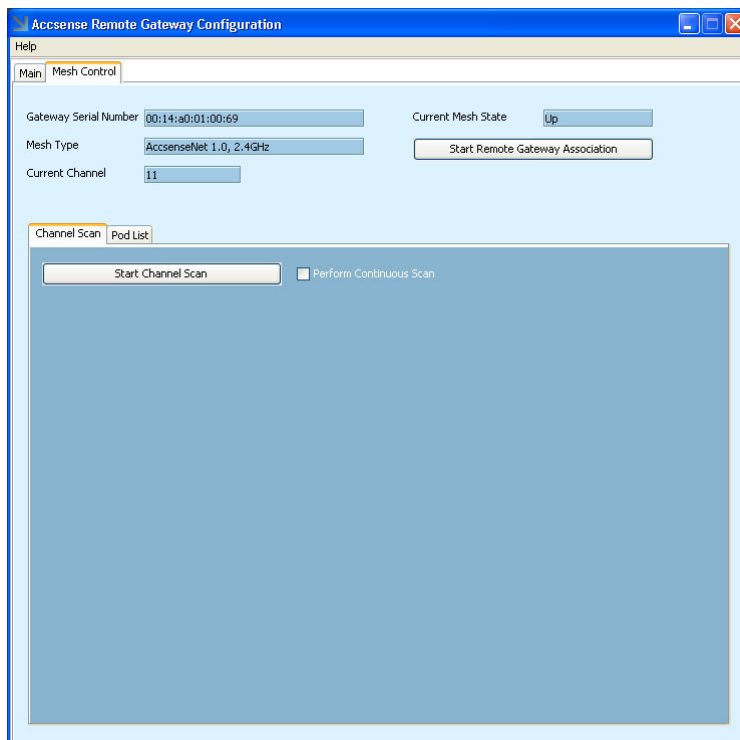 Accsense Remote Gateway Configuration
Help
Main Mesh Control
Gateway Serial Number 00:14:a0:01:00:69 Current Mesh State Up
Mesh Type AccsenseNet 1.0, 2.4GHz Start Remote Gateway Association
Current Channel 11
Channel Scan Pod List
Start Channel Scan Perform Continuous Scan